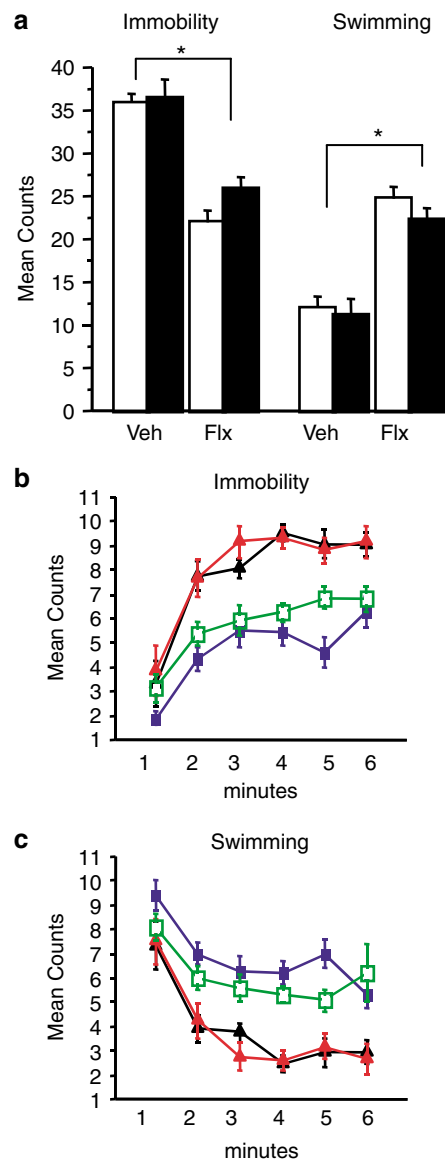 a
Immobility Swimming
*
*
Mean Counts
40
35
30
25
20
15
10
5
0
Veh Flx Veh Flx
b
Immobility
Mean Counts
11
10
9
8
7
6
5
4
3
2
1
1 2 3 4 5 6
minutes
c
Swimming
Mean Counts
11
10
9
8
7
6
5
4
3
2
1
1 2 3 4 5 6
minutes